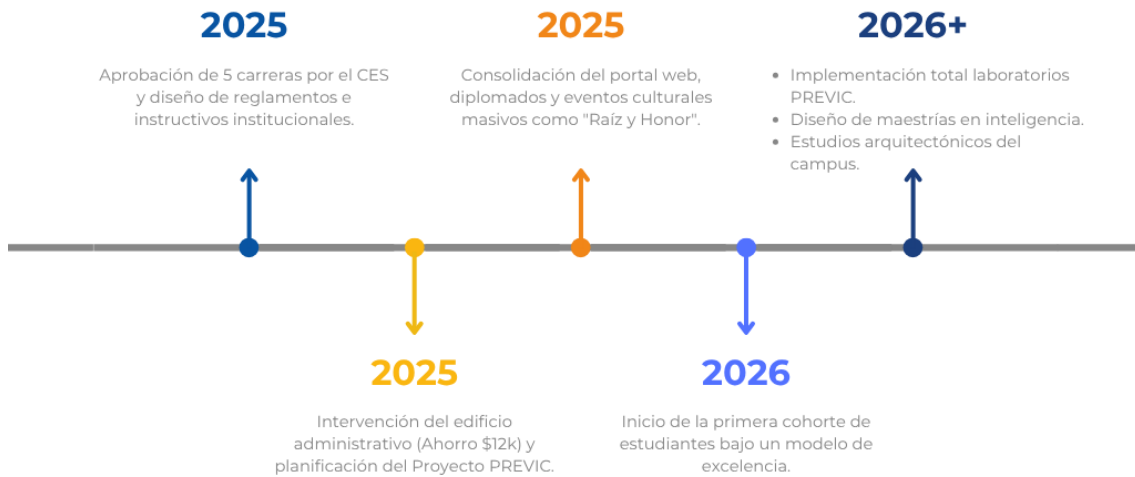 2025
Aprobación de 5 carreras por el CES
y diseño de reglamentos e
instructivos institucionales.
2025
Consolidación del portal web,
diplomados y eventos culturales
masivos como "Raíz y Honor".
2026+
• Implementación total laboratorios
PREVIC.
• Diseño de maestrías en inteligencia.
• Estudios arquitectónicos del
campus.
2025
Intervención del edificio
administrativo (Ahorro $12k) y
planificación del Proyecto PREVIC.
2026
Inicio de la primera cohorte de
estudiantes bajo un modelo de
excelencia.